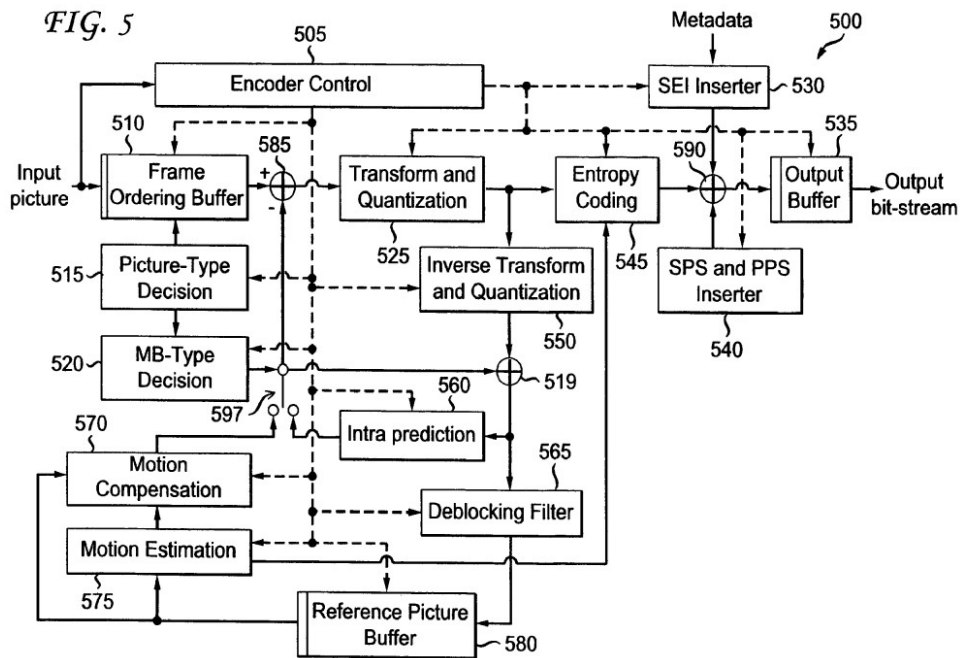 FIG. 5
Metadata
500
505
Encoder Control
SEI Inserter
530
510
585
535
Input
picture
Frame
Ordering Buffer
+
-
Transform and
Quantization
525
Entropy
Coding
545
590
Output
Buffer
Output
bit-stream
515
Picture-Type
Decision
Inverse Transform
and Quantization
550
SPS and PPS
Inserter
540
520
MB-Type
Decision
519
597
560
Intra prediction
570
Motion
Compensation
565
Deblocking Filter
Motion Estimation
575
Reference Picture
Buffer
580